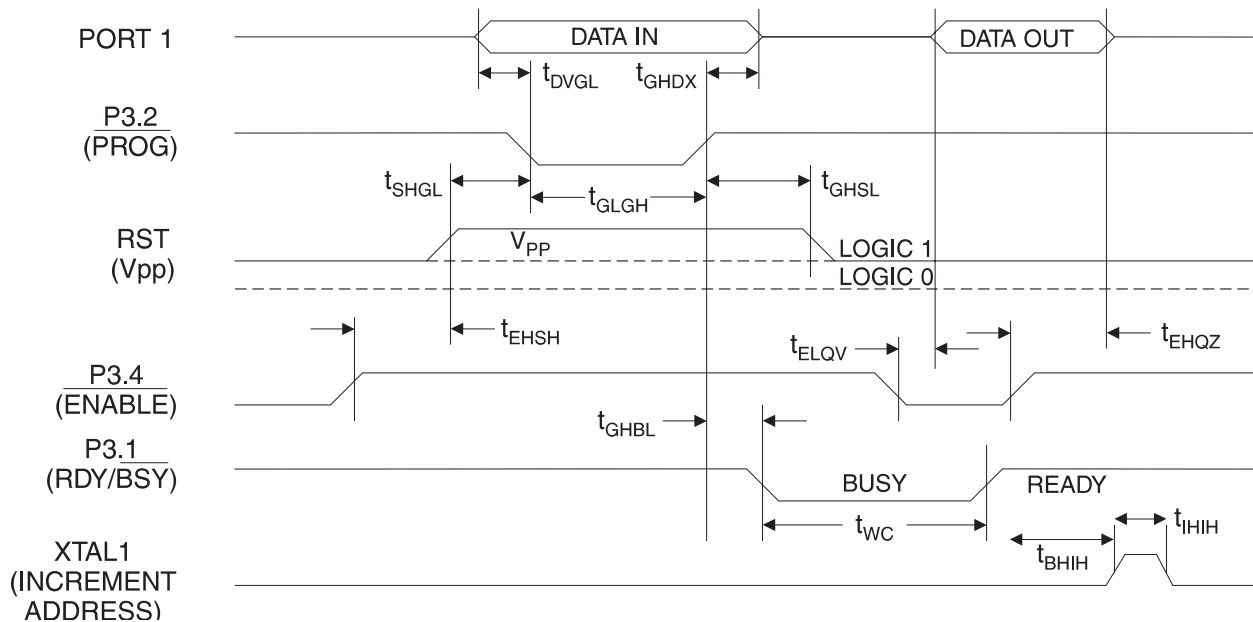 PORT 1
DATA IN
DATA OUT
tDVGL
tGHDX
P3.2
(PROG)
tSHGL
tGLGH
tGHSL
RST
(Vpp)
VPP
LOGIC 1
LOGIC 0
tEHSH
tELQV
tEHQZ
P3.4
(ENABLE)
tGHBL
P3.1
(RDY/BSY)
BUSY
READY
tWC
tIHIH
tBHIH
XTAL1
(INCREMENT
ADDRESS)